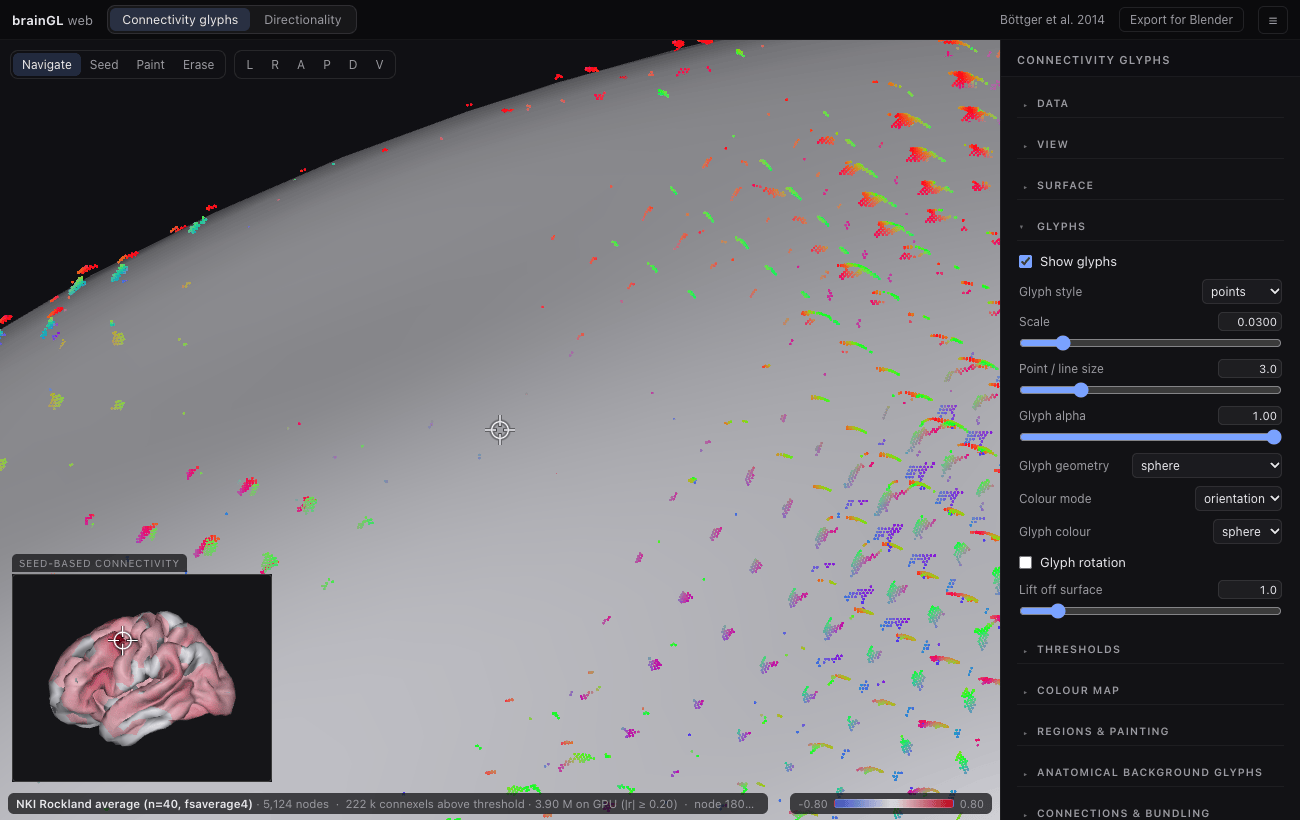 brainGL web Connectivity glyphs Directionality Böttger et al. 2014 Export for Blender ≡
Navigate Seed Paint Erase L R A P D V
CONNECTIVITY GLYPHS
DATA
VIEW
SURFACE
GLYPHS
Show glyphs
Glyph style points
Scale 0.0300
Point / line size 3.0
Glyph alpha 1.00
Glyph geometry sphere
Colour mode orientation
Glyph colour sphere
Glyph rotation
Lift off surface 1.0
THRESHOLDS
COLOUR MAP
REGIONS & PAINTING
ANATOMICAL BACKGROUND GLYPHS
CONNECTIONS & BUNDLING
SEED-BASED CONNECTIVITY
NKI Rockland average (n=40, fsaverage4) · 5,124 nodes · 222 k connexels above threshold · 3.90 M on GPU (|r| ≥ 0.20) · node 180…
-0.80 0.80